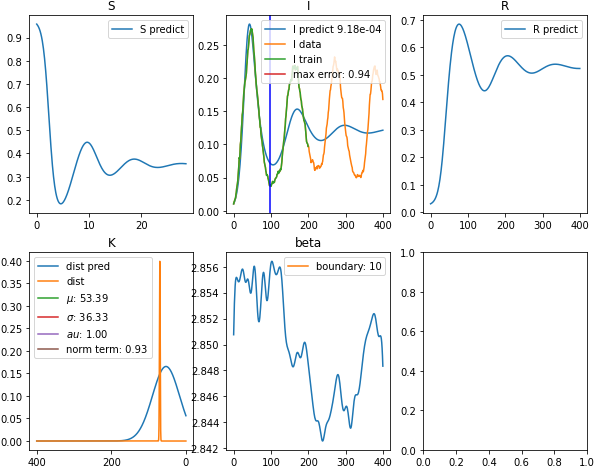 S
I
R
S predict
I predict 9.18e-04
I data
I train
max error: 0.94
R predict
0.9
0.8
0.7
0.6
0.5
0.4
0.3
0.2
0.25
0.20
0.15
0.10
0.05
0.00
0.7
0.6
0.5
0.4
0.3
0.2
0.1
0.0
0 10 20
0 100 200 300 400
0 100 200 300 400
K
beta
dist pred
dist
μ: 53.39
σ: 36.33
au: 1.00
norm term: 0.93
boundary: 10
0.40
0.35
0.30
0.25
0.20
0.15
0.10
0.05
0.00
2.856
2.854
2.852
2.850
2.848
2.846
2.844
2.842
1.0
0.8
0.6
0.4
0.2
0.0
400 200 0
0 100 200 300 400
0.0 0.2 0.4 0.6 0.8 1.0